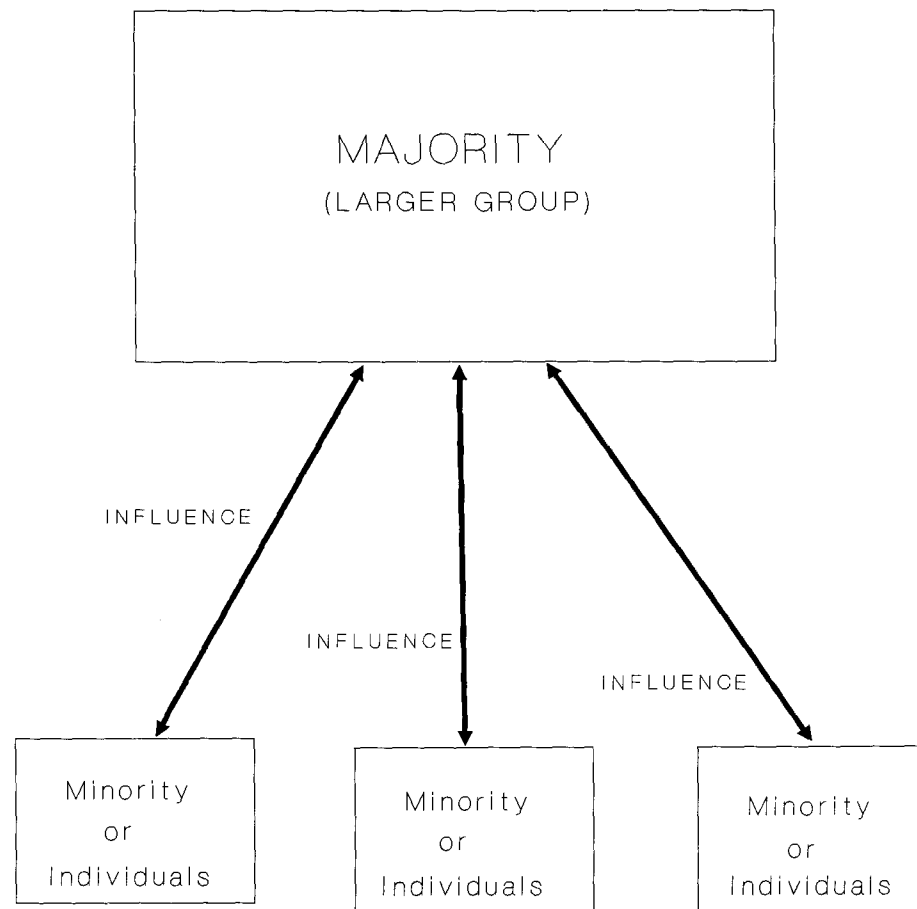 MAJORITY
(LARGER GROUP)
INFLUENCE
INFLUENCE
INFLUENCE
Minority
or
Individuals
Minority
or
Individuals
Minority
or
Individuals